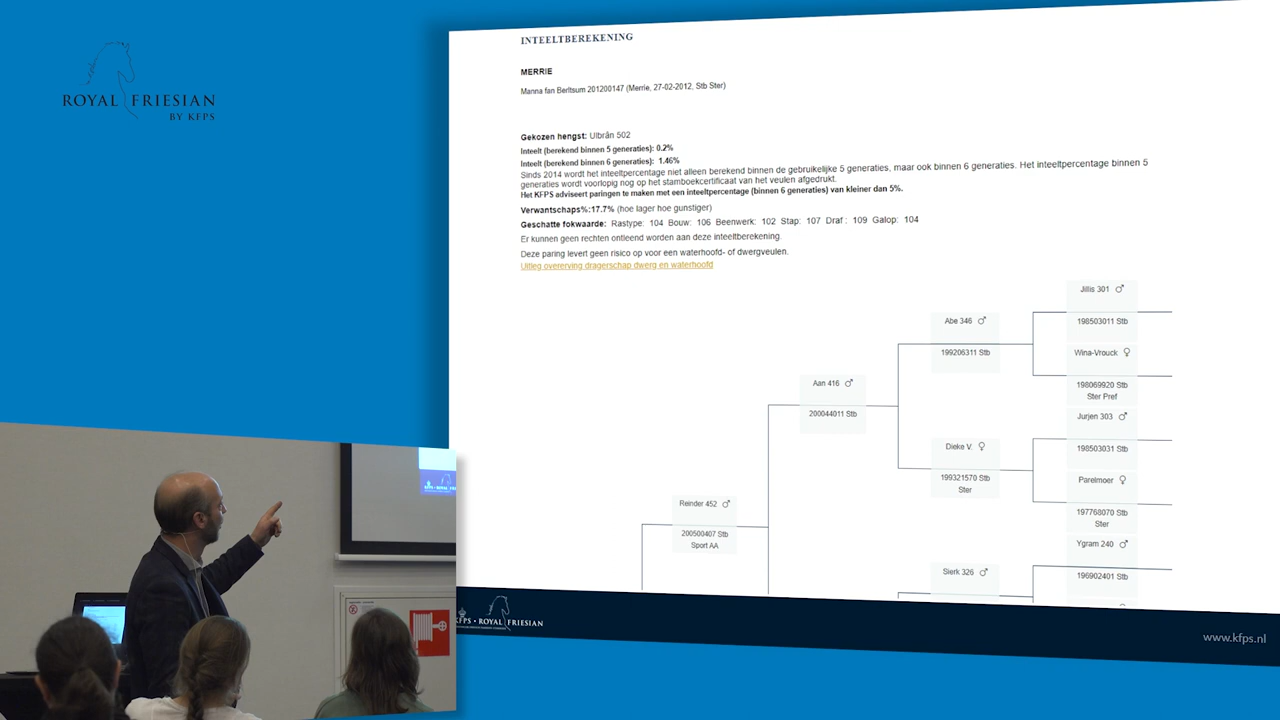 ROYAL FRIESIAN
BY KFPS
INTEELTBEREKENING
MERRIE
Manna fan Berltsum 201200147 (Merrie, 27-02-2012, Stb Ster)
Gekozen hengst: Ulbrân 502
Inteelt (berekend binnen 5 generaties): 0.2%
Inteelt (berekend binnen 6 generaties): 1.46%
Sinds 2014 wordt het inteeltpercentage niet alleen berekend binnen de gebruikelijke 5 generaties, maar ook binnen 6 generaties. Het inteeltpercentage binnen 5
generaties wordt voorlopig nog op het stamboekcertificaat van het veulen afgedrukt.
Het KFPS adviseert paringen te maken met een inteeltpercentage (binnen 6 generaties) van kleiner dan 5%.
Verwantschaps%:17.7% (hoe lager hoe gunstiger)
Geschatte fokwaarde: Rastype: 104 Bouw: 106 Beenwerk: 102 Stap: 107 Draf : 109 Galop: 104
Er kunnen geen rechten ontleend worden aan deze inteeltberekening.
Deze paring levert geen risico op voor een waterhoofd- of dwergveulen.
Uitleg overerving dragerschap dwerg en waterhoofd
Jillis 301 ♂
198503011 Stb
Abe 346 ♂
199206311 Stb
Wina-Vrouck ♀
198069920 Stb
Ster Pref
Aan 416 ♂
200044011 Stb
Jurjen 303 ♂
198503031 Stb
Dieke V. ♀
199321570 Stb
Ster
Parelmoer ♀
197768070 Stb
Ster
Reinder 452 ♂
200500407 Stb
Sport AA
Ygram 240 ♂
196902401 Stb
Sierk 326 ♂
KFPS • ROYAL FRIESIAN
www.kfps.nl